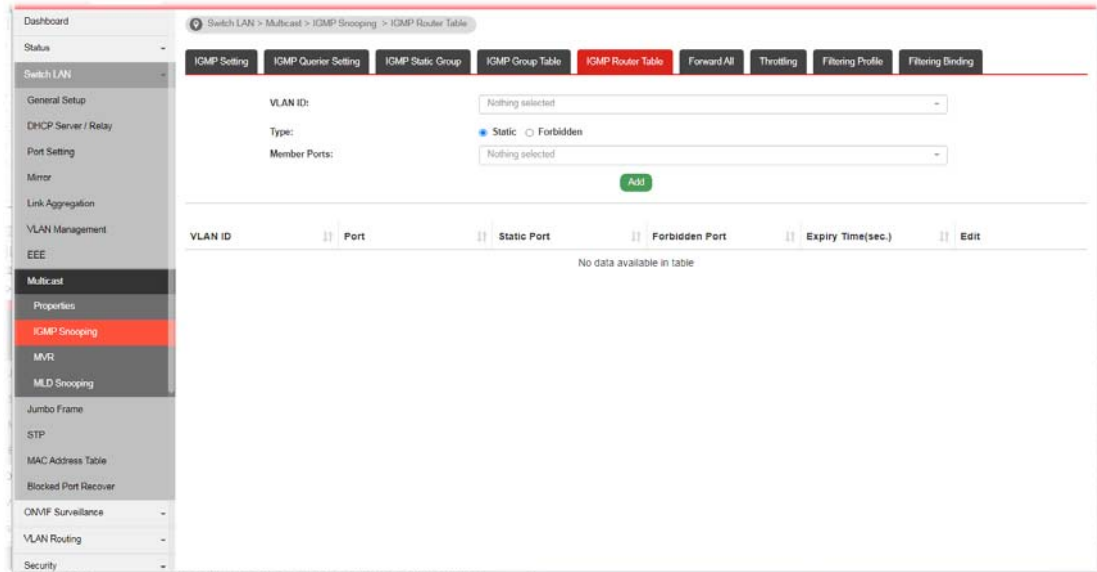 Dashboard
Status
Switch LAN
General Setup
DHCP Server / Relay
Port Setting
Mirror
Link Aggregation
VLAN Management
EEE
Multicast
Properties
IGMP Snooping
MVR
MLD Snooping
Jumbo Frame
STP
MAC Address Table
Blocked Port Recover
ONVIF Surveillance
VLAN Routing
Security
Switch LAN > Multicast > IGMP Snooping > IGMP Router Table
IGMP Setting IGMP Querier Setting IGMP Static Group IGMP Group Table IGMP Router Table Forward All Throttling Filtering Profile Filtering Binding
VLAN ID: Nothing selected
Type: Static Forbidden
Member Ports: Nothing selected
Add
VLAN ID Port Static Port Forbidden Port Expiry Time(sec.) Edit
No data available in table